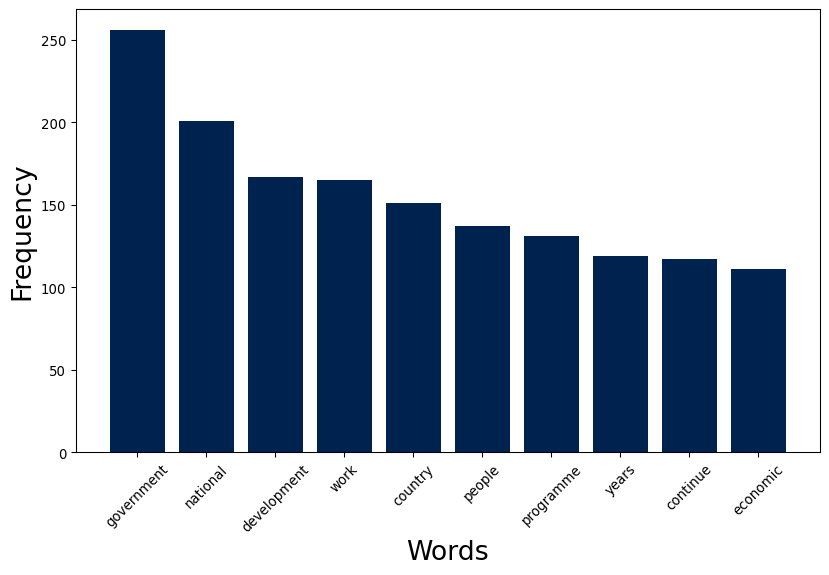 250
200
150
100
50
0
Frequency
government
national
development
work
country
people
programme
years
continue
economic
Words